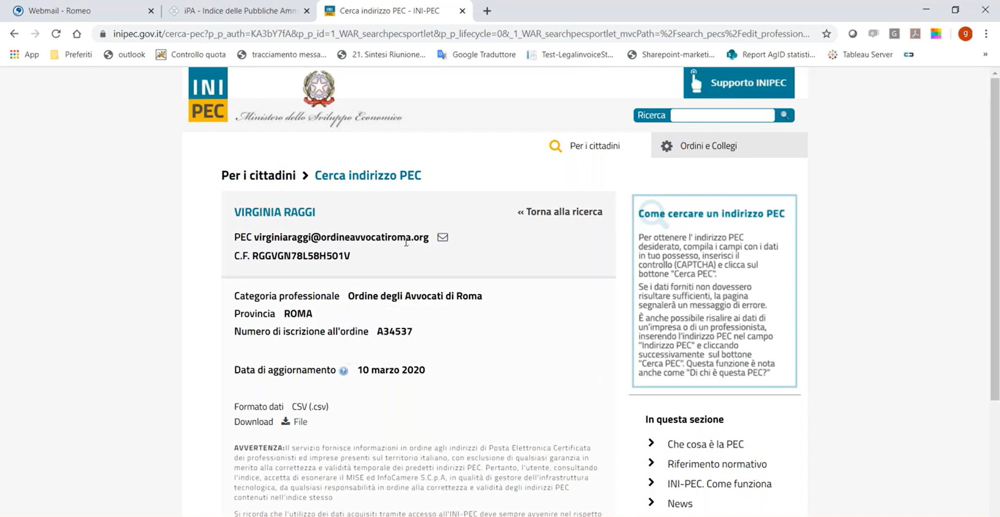 Webmail - Romeo
iPA - Indice delle Pubbliche Amm
Cerca indirizzo PEC - INI-PEC
inipec.gov.it/cerca-pec?p_p_auth=KA3bY7fA&p_p_id=1_WAR_searchpecsportlet&p_p_lifecycle=0&_1_WAR_searchpecsportlet_mvcPath=%2Fsearch_pecs%2Fedit_profession...
App
Preferiti
outlook
Controllo quota
tracciamento messa...
21. Sintesi Riunione...
Google Traduttore
Test-LegalinvoiceSt...
Sharepoint-marketi...
Report AgID statisti...
Tableau Server
»
INI
PEC
Ministero dello Sviluppo Economico
Supporto INIPEC
Ricerca
Per i cittadini
Ordini e Collegi
Per i cittadini > Cerca indirizzo PEC
VIRGINIA RAGGI
« Torna alla ricerca
PEC virginiaraggi@ordineavvocatiroma.org
C.F. RGGVGN78L58H501V
Categoria professionale Ordine degli Avvocati di Roma
Provincia ROMA
Numero di iscrizione all'ordine A34537
Data di aggiornamento 10 marzo 2020
Formato dati CSV (.csv)
Download File
AVVERTENZA:Il servizio fornisce informazioni in ordine agli indirizzi di Posta Elettronica Certificata
dei professionisti ed imprese presenti sul territorio italiano, con esclusione di qualsiasi garanzia in
merito alla correttezza e validità temporale dei predetti indirizzi PEC. Pertanto, l'utente, consultando
l'indice, accetta di esonerare il MISE ed InfoCamere S.C.p.A, in qualità di gestore dell'infrastruttura
tecnologica, da qualsiasi responsabilità in ordine alla correttezza e validità degli indirizzi PEC
contenuti nell'indice stesso
Si ricorda che l'utilizzo dei dati acquisiti tramite accesso all'INI-PEC deve sempre avvenire nel rispetto
Come cercare un indirizzo PEC
Per ottenere l' indirizzo PEC
desiderato, compila i campi con i dati
in tuo possesso, inserisci il
controllo (CAPTCHA) e clicca sul
bottone "Cerca PEC".
Se i dati forniti non dovessero
risultare sufficienti, la pagina
segnalerà un messaggio di errore.
È anche possibile risalire ai dati di
un'impresa o di un professionista,
inserendo l'indirizzo PEC nel campo
"Indirizzo PEC" e cliccando
successivamente sul bottone
"Cerca PEC". Questa funzione è nota
anche come "Di chi è questa PEC?"
In questa sezione
Che cosa è la PEC
Riferimento normativo
INI-PEC. Come funziona
News